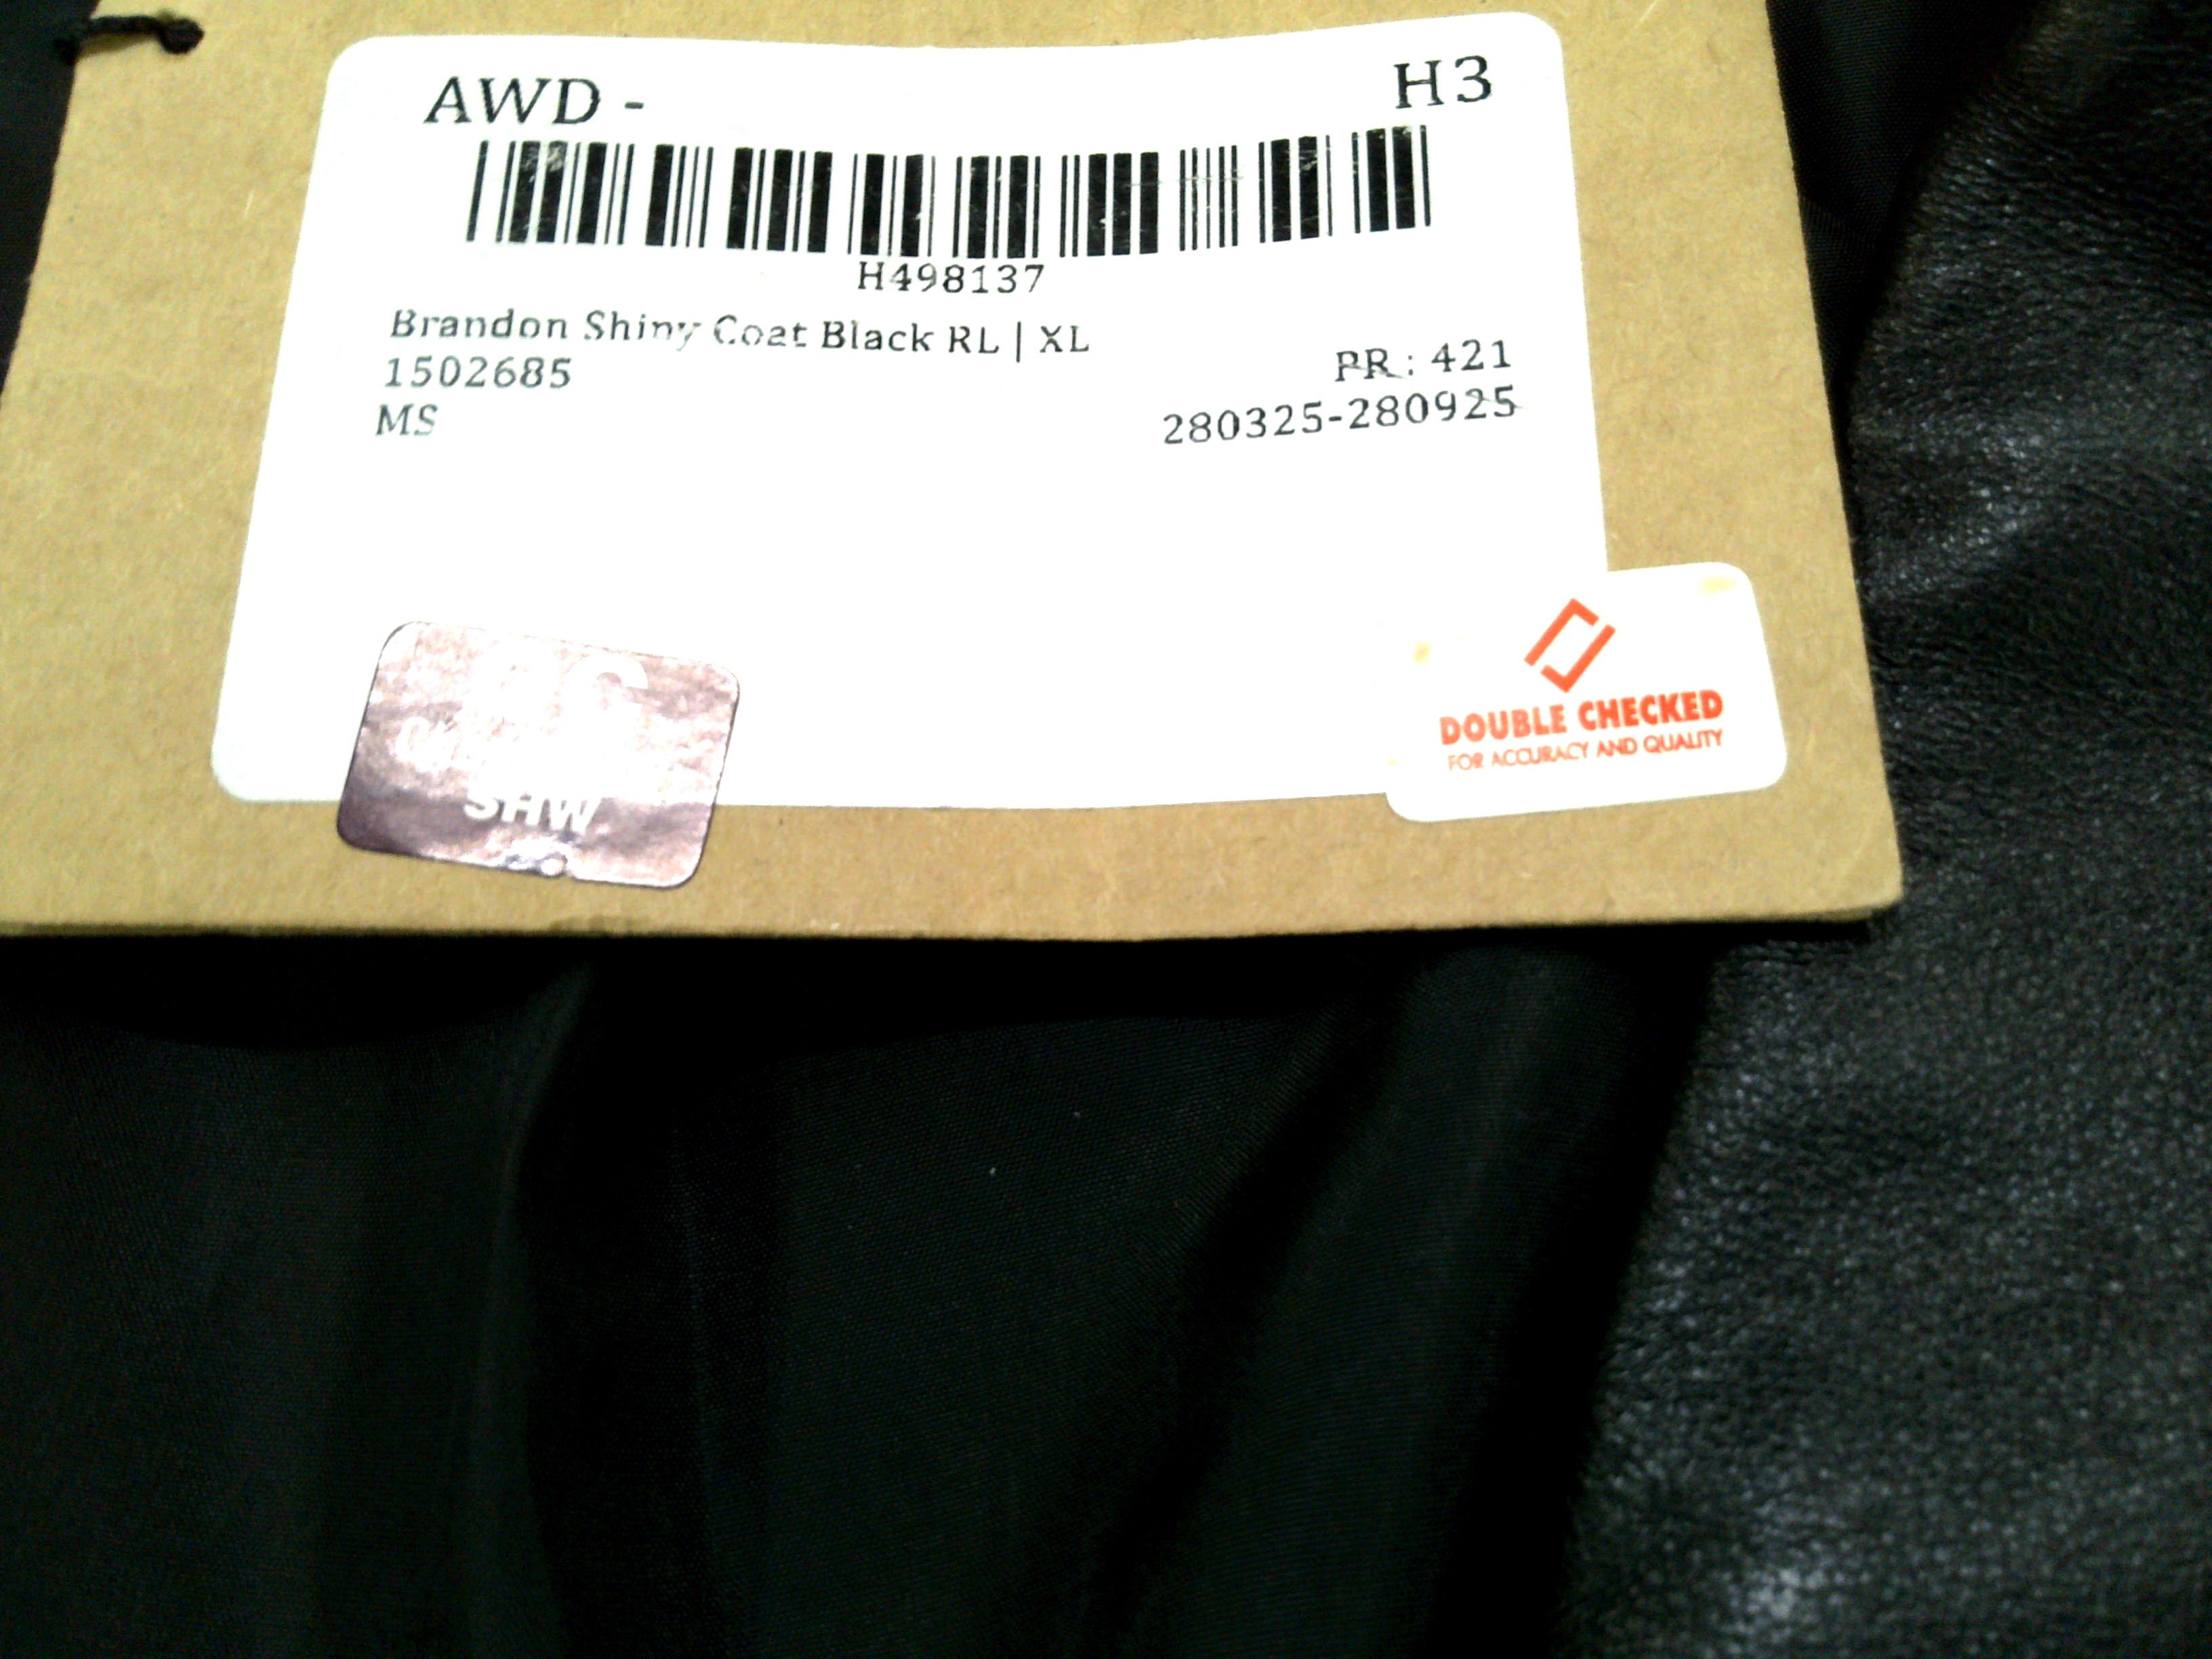 AWD - H3
H498137
Brandon Shiny Coat Black RL | XL
1502685 PR : 421
MS 280325-280925
SHW
DOUBLE CHECKED
FOR ACCURACY AND QUALITY